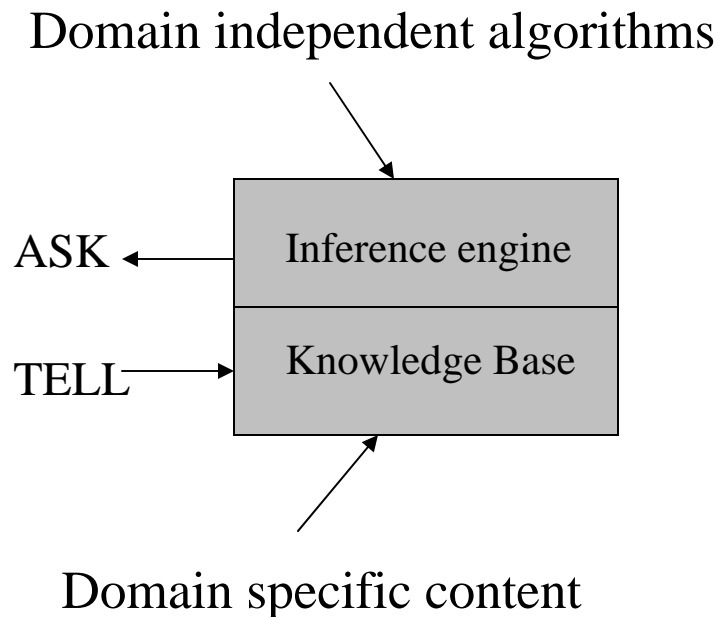 Domain independent algorithms
ASK
Inference engine
TELL
Knowledge Base
Domain specific content